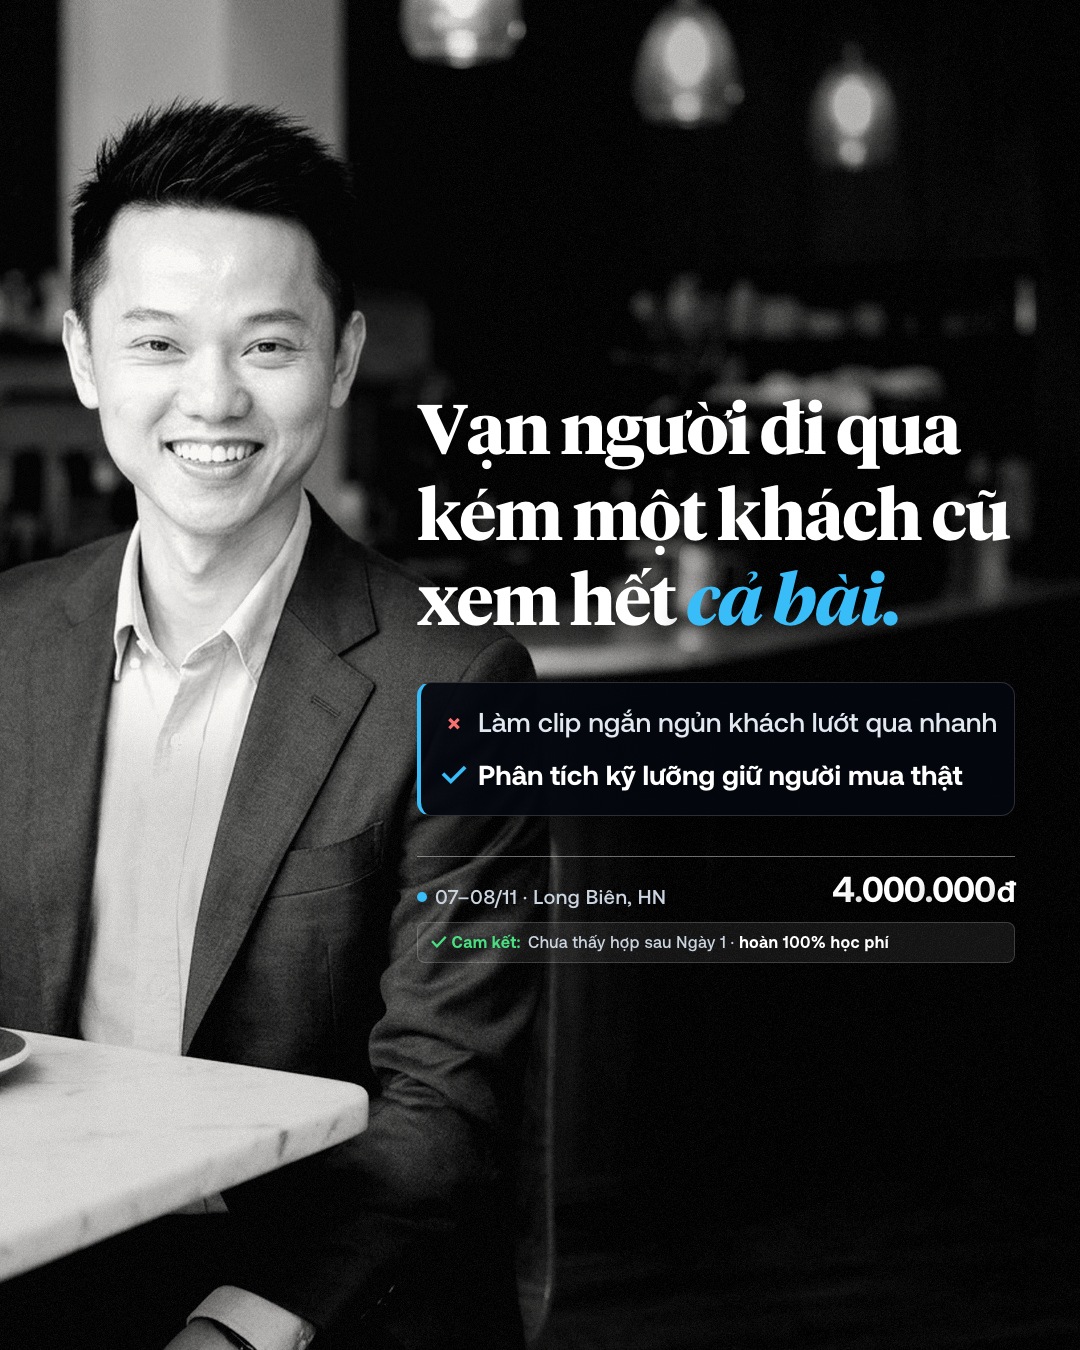 Vạn người đi qua
kém một khách cũ
xem hết cả bài.
× Làm clip ngắn ngủn khách lướt qua nhanh
✓ Phân tích kỹ lưỡng giữ người mua thật
07–08/11 · Long Biên, HN
4.000.000đ
✓ Cam kết: Chưa thấy hợp sau Ngày 1 · hoàn 100% học phí